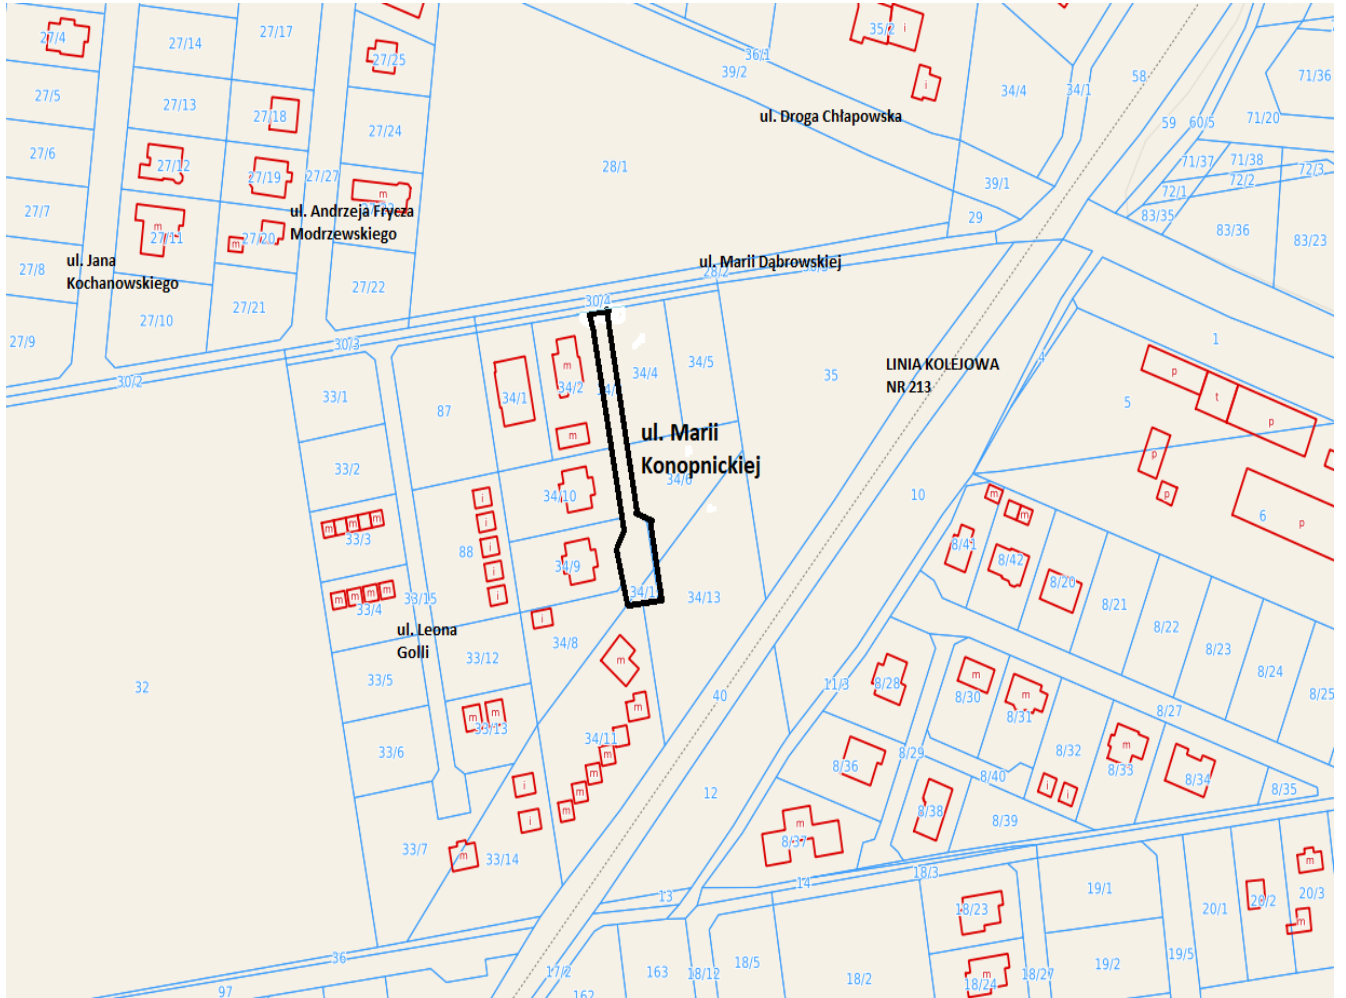 27/4
27/14
27/17
27/25
36/1
39/2
35/2
i
i
34/4
34/1
58
71/36
27/5
27/13
27/18
27/24
ul. Droga Chłapowska
59
60/5
71/20
27/6
27/12
27/19
27/27
m
28/1
39/1
71/37
71/38
72/3
72/1
72/2
27/7
m
27/11
m
27/20
ul. Andrzeja Frycza
Modrzewskiego
29
83/35
83/36
83/23
27/8
ul. Jana
Kochanowskiego
27/22
ul. Marii Dąbrowskiej
28/2
27/10
27/21
30/4
27/9
30/3
30/2
1
4
33/1
87
34/1
m
34/2
34/4
34/5
35
LINIA KOLEJOWA
NR 213
5
p
t
p
m
ul. Marii
Konopnickiej
p
p
33/2
34/10
34/6
10
m
m
6
p
i
i
i
i
i
m
m
m
33/3
88
34/9
8/41
8/42
8/20
8/21
m
m
m
m
33/4
33/15
34/13
8/22
8/23
8/24
8/25
ul. Leona
Golli
34/8
33/12
m
32
33/5
40
11/3
8/28
m
8/30
m
8/31
8/27
m
m
33/13
m
34/11
8/32
m
8/33
8/34
33/6
m
m
m
m
i
i
12
8/36
8/29
8/40
i
i
8/35
8/38
8/39
33/7
m
33/14
m
8/37
18/3
14
13
19/1
20/1
20/2
m
20/3
m
18/23
36
17/2
163
18/12
18/5
18/2
m
18/24
18/27
19/2
19/5
97
162